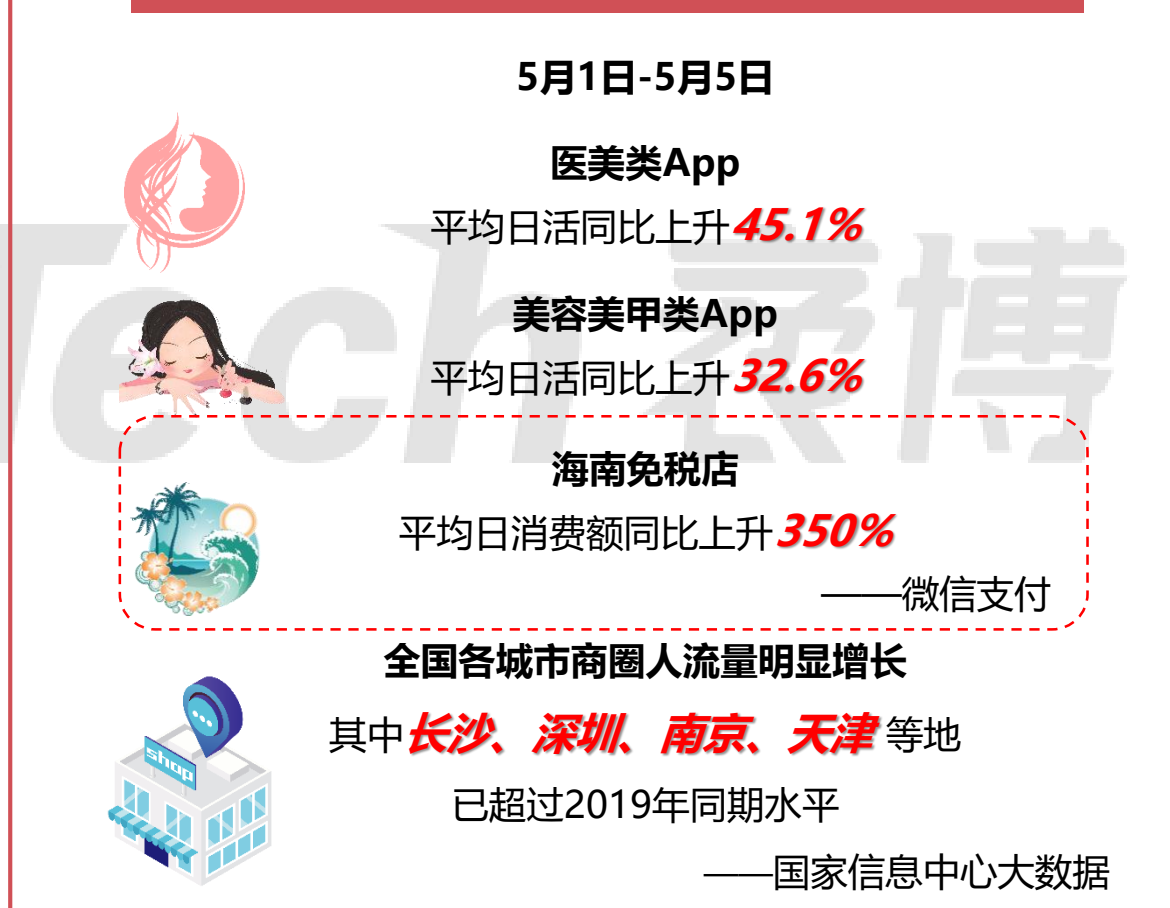 5月1日-5月5日
医美类App
平均日活同比上升45.1%
美容美甲类App
平均日活同比上升32.6%
海南免税店
平均日消费额同比上升350%
——微信支付
全国各城市商圈人流量明显增长
shop
其中长沙、深圳、南京、天津等地
已超过2019年同期水平
——国家信息中心大数据